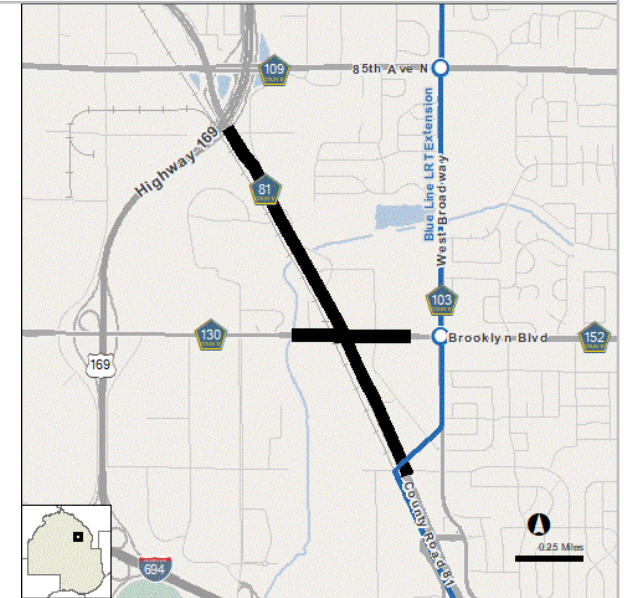 109
85th Ave N
Highway 169
81
Blue Line LRT Extension
West Broadway
103
130
Brooklyn Blvd
152
169
County Road 81
0.25 Miles
694